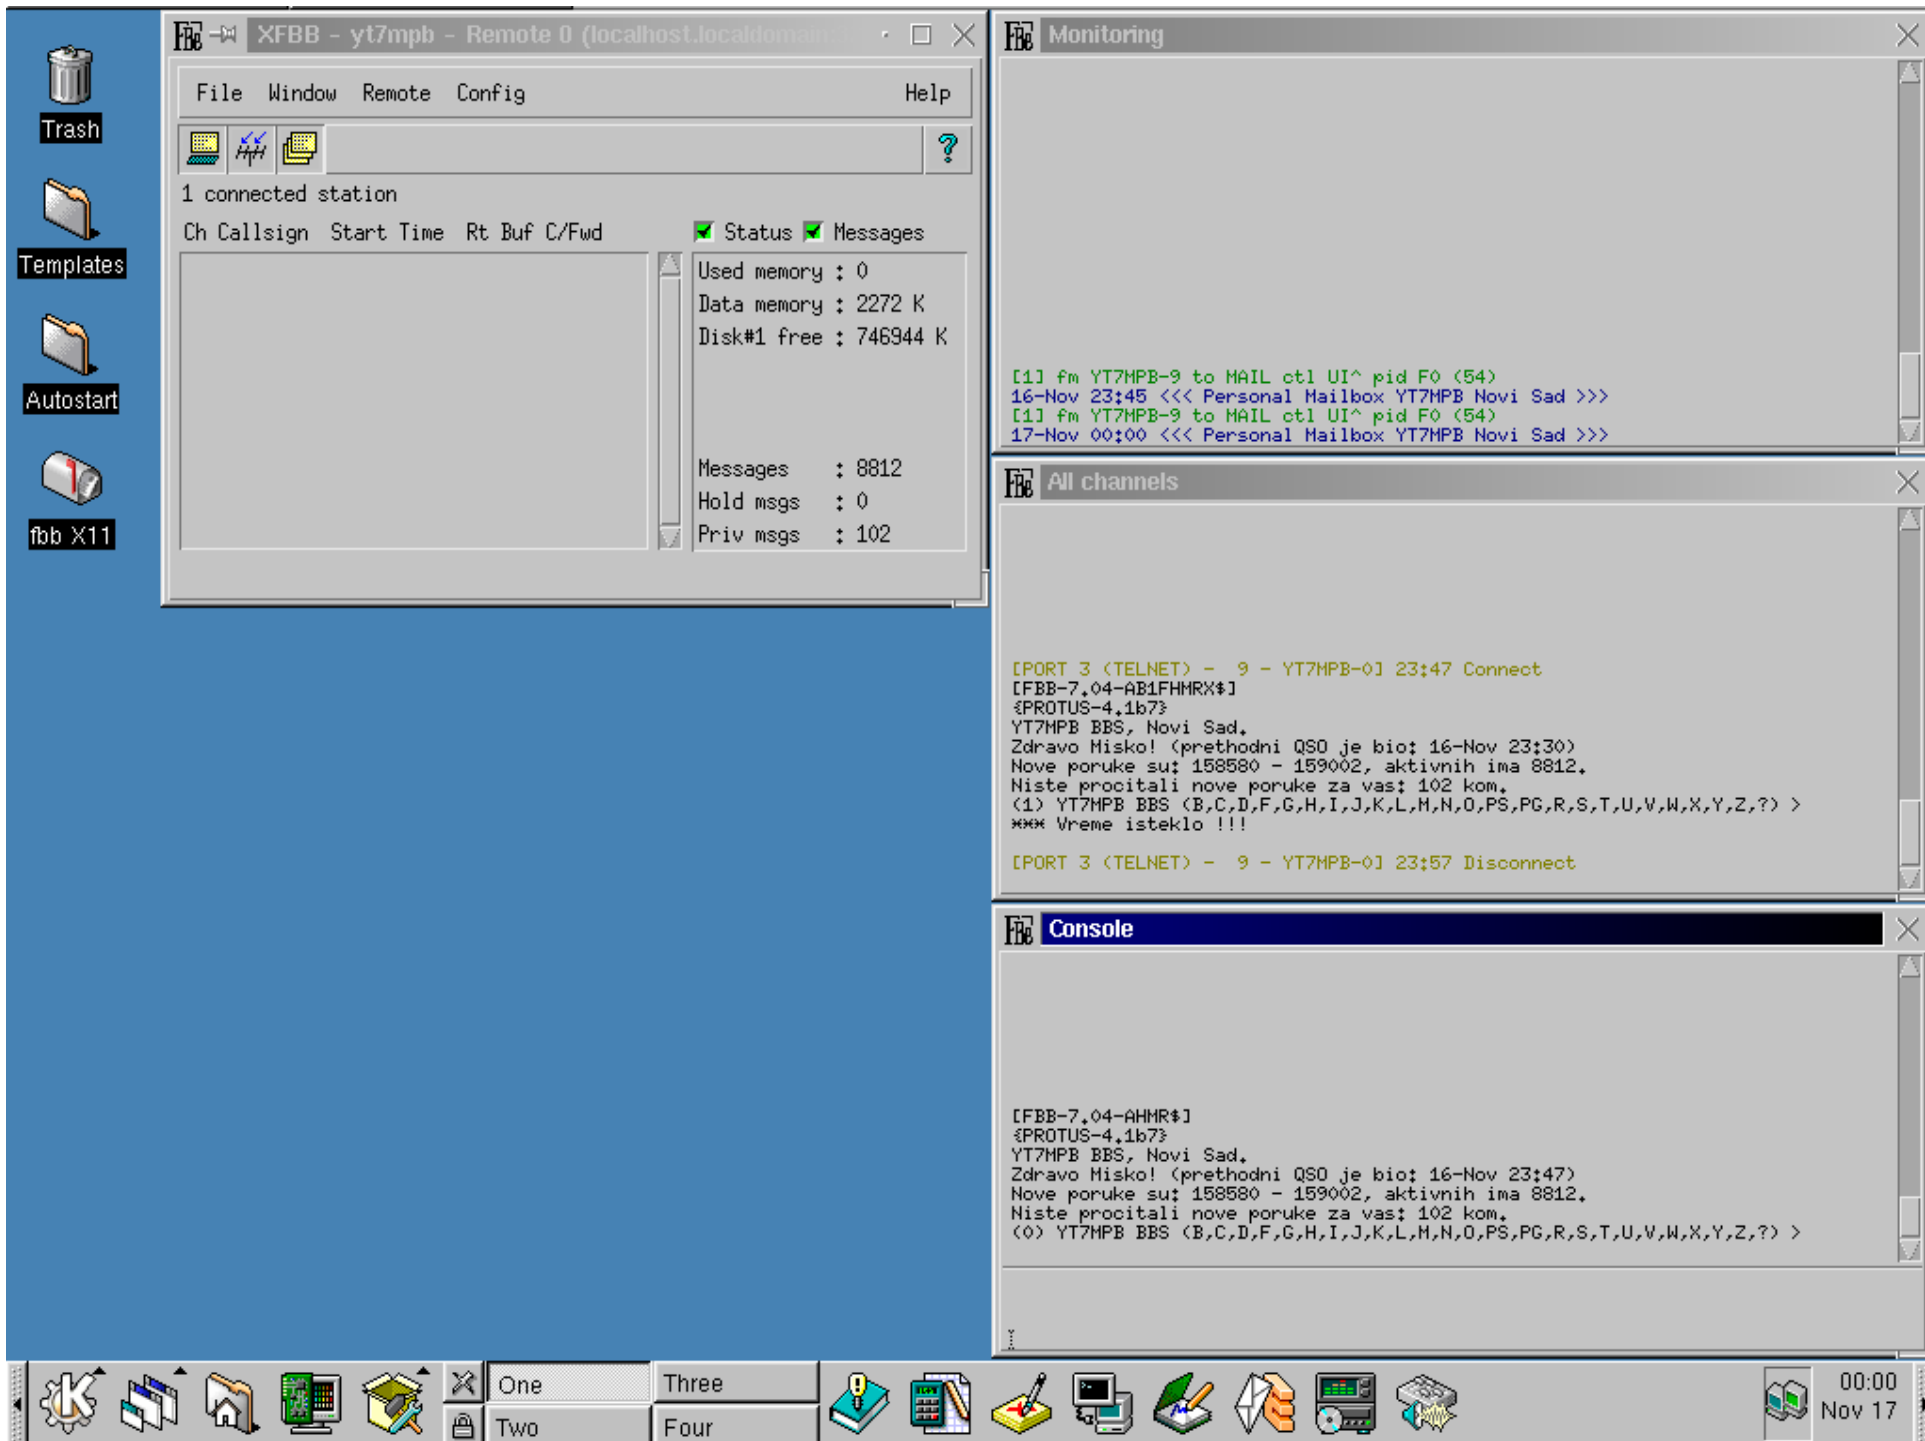 Trash
Templates
Autostart
fbb X11
XFBB - yt7mpb - Remote 0 (localhost.localdomain
File Window Remote Config Help
?
1 connected station
Ch Callsign Start Time Rt Buf C/Fwd
Status Messages
Used memory : 0
Data memory : 2272 K
Disk#1 free : 746944 K
Messages : 8812
Hold msgs : 0
Priv msgs : 102
Monitoring
[1] fm YT7MPB-9 to MAIL ctl UI^ pid F0 (54)
16-Nov 23:45 <<< Personal Mailbox YT7MPB Novi Sad >>>
[1] fm YT7MPB-9 to MAIL ctl UI^ pid F0 (54)
17-Nov 00:00 <<< Personal Mailbox YT7MPB Novi Sad >>>
All channels
[PORT 3 (TELNET) - 9 - YT7MPB-0] 23:47 Connect
[FBB-7.04-AB1FHMRX$]
{PROTUS-4.1b7}
YT7MPB BBS, Novi Sad.
Zdravo Misko! (prethodni QSO je bio: 16-Nov 23:30)
Nove poruke su: 158580 - 159002, aktivnih ima 8812.
Niste procitali nove poruke za vas: 102 kom.
(1) YT7MPB BBS (B,C,D,F,G,H,I,J,K,L,M,N,O,PS,PG,R,S,T,U,V,W,X,Y,Z,?) >
*** Vreme isteklo !!!
[PORT 3 (TELNET) - 9 - YT7MPB-0] 23:57 Disconnect
Console
[FBB-7.04-AHMR$]
{PROTUS-4.1b7}
YT7MPB BBS, Novi Sad.
Zdravo Misko! (prethodni QSO je bio: 16-Nov 23:47)
Nove poruke su: 158580 - 159002, aktivnih ima 8812.
Niste procitali nove poruke za vas: 102 kom.
(0) YT7MPB BBS (B,C,D,F,G,H,I,J,K,L,M,N,O,PS,PG,R,S,T,U,V,W,X,Y,Z,?) >
One
Two
Three
Four
00:00
Nov 17